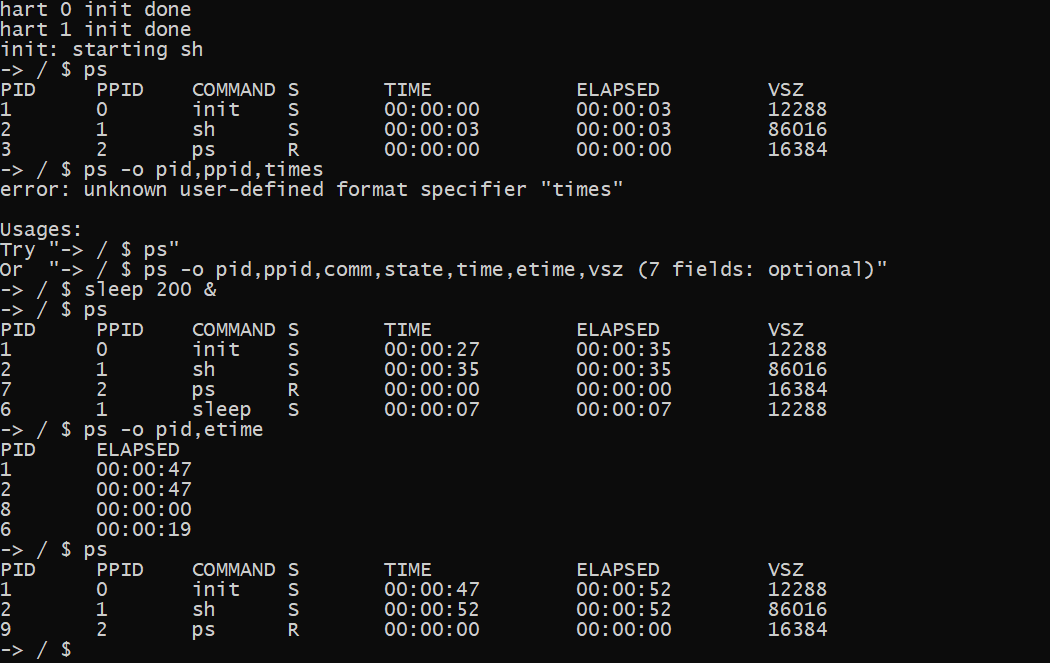 hart 0 init done
hart 1 init done
init: starting sh
-> / $ ps
PID     PPID    COMMAND S       TIME            ELAPSED         VSZ
1       0       init    S       00:00:00        00:00:03        12288
2       1       sh      S       00:00:03        00:00:03        86016
3       2       ps      R       00:00:00        00:00:00        16384
-> / $ ps -o pid,ppid,times
error: unknown user-defined format specifier "times"

Usages:
Try "-> / $ ps"
Or  "-> / $ ps -o pid,ppid,comm,state,time,etime,vsz (7 fields: optional)"
-> / $ sleep 200 &
-> / $ ps
PID     PPID    COMMAND S       TIME            ELAPSED         VSZ
1       0       init    S       00:00:27        00:00:35        12288
2       1       sh      S       00:00:35        00:00:35        86016
7       2       ps      R       00:00:00        00:00:00        16384
6       1       sleep   S       00:00:07        00:00:07        12288
-> / $ ps -o pid,etime
PID     ELAPSED
1       00:00:47
2       00:00:47
8       00:00:00
6       00:00:19
-> / $ ps
PID     PPID    COMMAND S       TIME            ELAPSED         VSZ
1       0       init    S       00:00:47        00:00:52        12288
2       1       sh      S       00:00:52        00:00:52        86016
9       2       ps      R       00:00:00        00:00:00        16384
-> / $